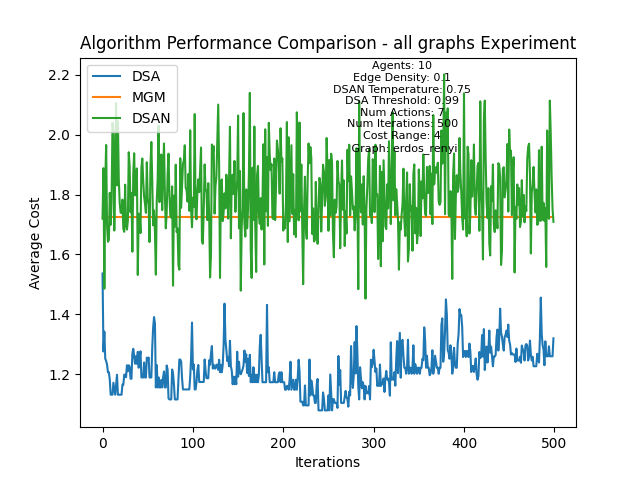 Algorithm Performance Comparison - all graphs Experiment
DSA
MGM
DSAN
Agents: 10
Edge Density: 0.1
DSAN Temperature: 0.75
DSA Threshold: 0.99
Num Actions: 7
Num Iterations: 500
Cost Range: 4
Graph: erdos_renyi
Average Cost
2.2
2.0
1.8
1.6
1.4
1.2
0 100 200 300 400 500
Iterations